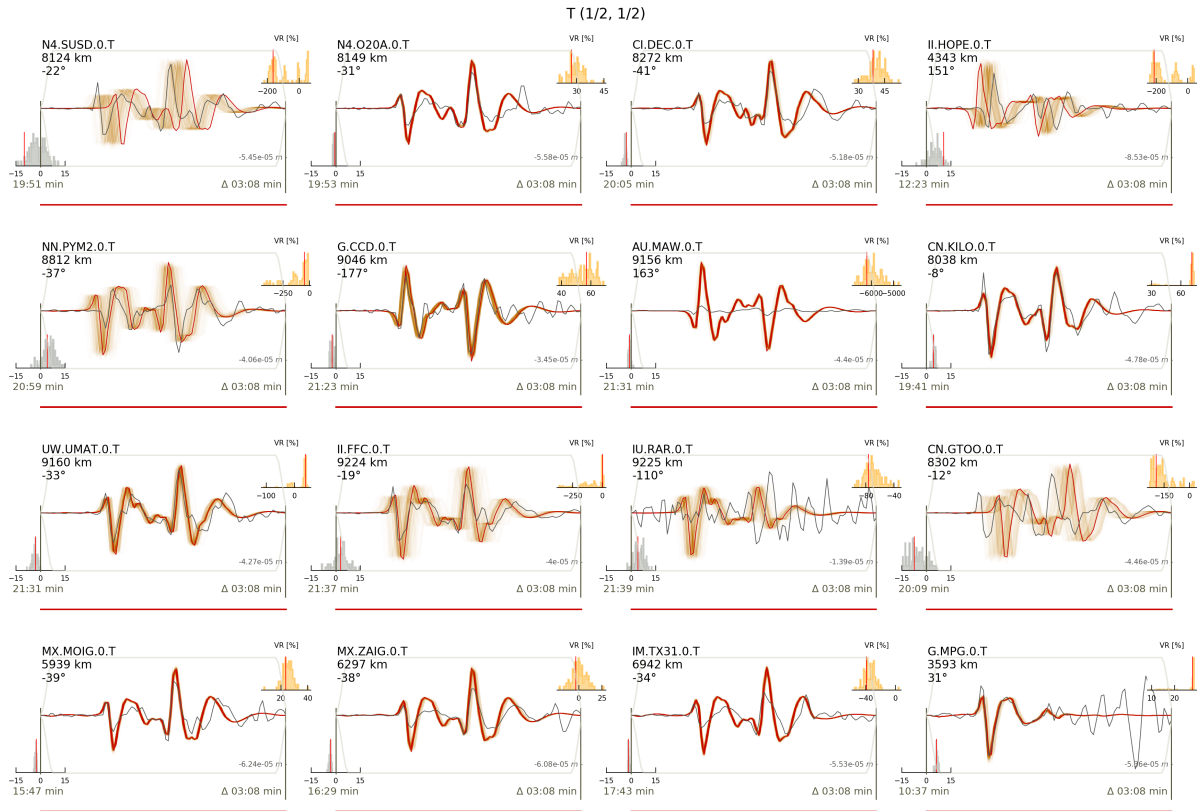 T (1/2, 1/2)
N4.SUSD.0.T
8124 km
-22°
VR [%]
−200 0
-5.45e-05 m
−15 0 15
19:51 min Δ 03:08 min
N4.O20A.0.T
8149 km
-31°
VR [%]
30 45
-5.58e-05 m
−15 0 15
19:53 min Δ 03:08 min
CI.DEC.0.T
8272 km
-41°
VR [%]
30 45
-5.18e-05 m
−15 0 15
20:05 min Δ 03:08 min
II.HOPE.0.T
4343 km
151°
VR [%]
−200 0
-8.53e-05 m
−15 0 15
12:23 min Δ 03:08 min
NN.PYM2.0.T
8812 km
-37°
VR [%]
−250 0
-4.06e-05 m
−15 0 15
20:59 min Δ 03:08 min
G.CCD.0.T
9046 km
-177°
VR [%]
40 60
-3.45e-05 m
−15 0 15
21:23 min Δ 03:08 min
AU.MAW.0.T
9156 km
163°
VR [%]
−6000 −5000
-4.4e-05 m
−15 0 15
21:31 min Δ 03:08 min
CN.KILO.0.T
8038 km
-8°
VR [%]
30 60
-4.78e-05 m
−15 0 15
19:41 min Δ 03:08 min
UW.UMAT.0.T
9160 km
-33°
VR [%]
−100 0
-4.27e-05 m
−15 0 15
21:31 min Δ 03:08 min
II.FFC.0.T
9224 km
-19°
VR [%]
−250 0
-4e-05 m
−15 0 15
21:37 min Δ 03:08 min
IU.RAR.0.T
9225 km
-110°
VR [%]
−80 −40
-1.39e-05 m
−15 0 15
21:39 min Δ 03:08 min
CN.GTOO.0.T
8302 km
-12°
VR [%]
−150 0
-4.46e-05 m
−15 0 15
20:09 min Δ 03:08 min
MX.MOIG.0.T
5939 km
-39°
VR [%]
20 40
-6.24e-05 m
−15 0 15
15:47 min Δ 03:08 min
MX.ZAIG.0.T
6297 km
-38°
VR [%]
0 25
-6.08e-05 m
−15 0 15
16:29 min Δ 03:08 min
IM.TX31.0.T
6942 km
-34°
VR [%]
−40 0
-5.53e-05 m
−15 0 15
17:43 min Δ 03:08 min
G.MPG.0.T
3593 km
31°
VR [%]
10 20
−15 0 15
10:37 min Δ 03:08 min